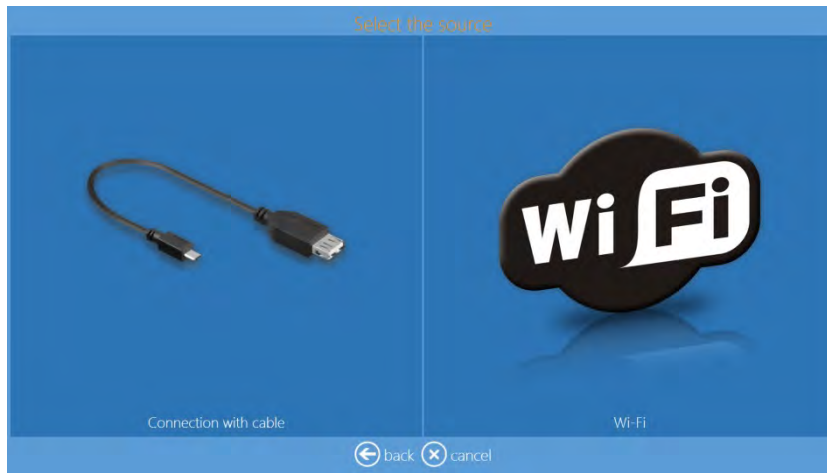 Select the source
Wi Fi
Connection with cable
Wi-Fi
back cancel